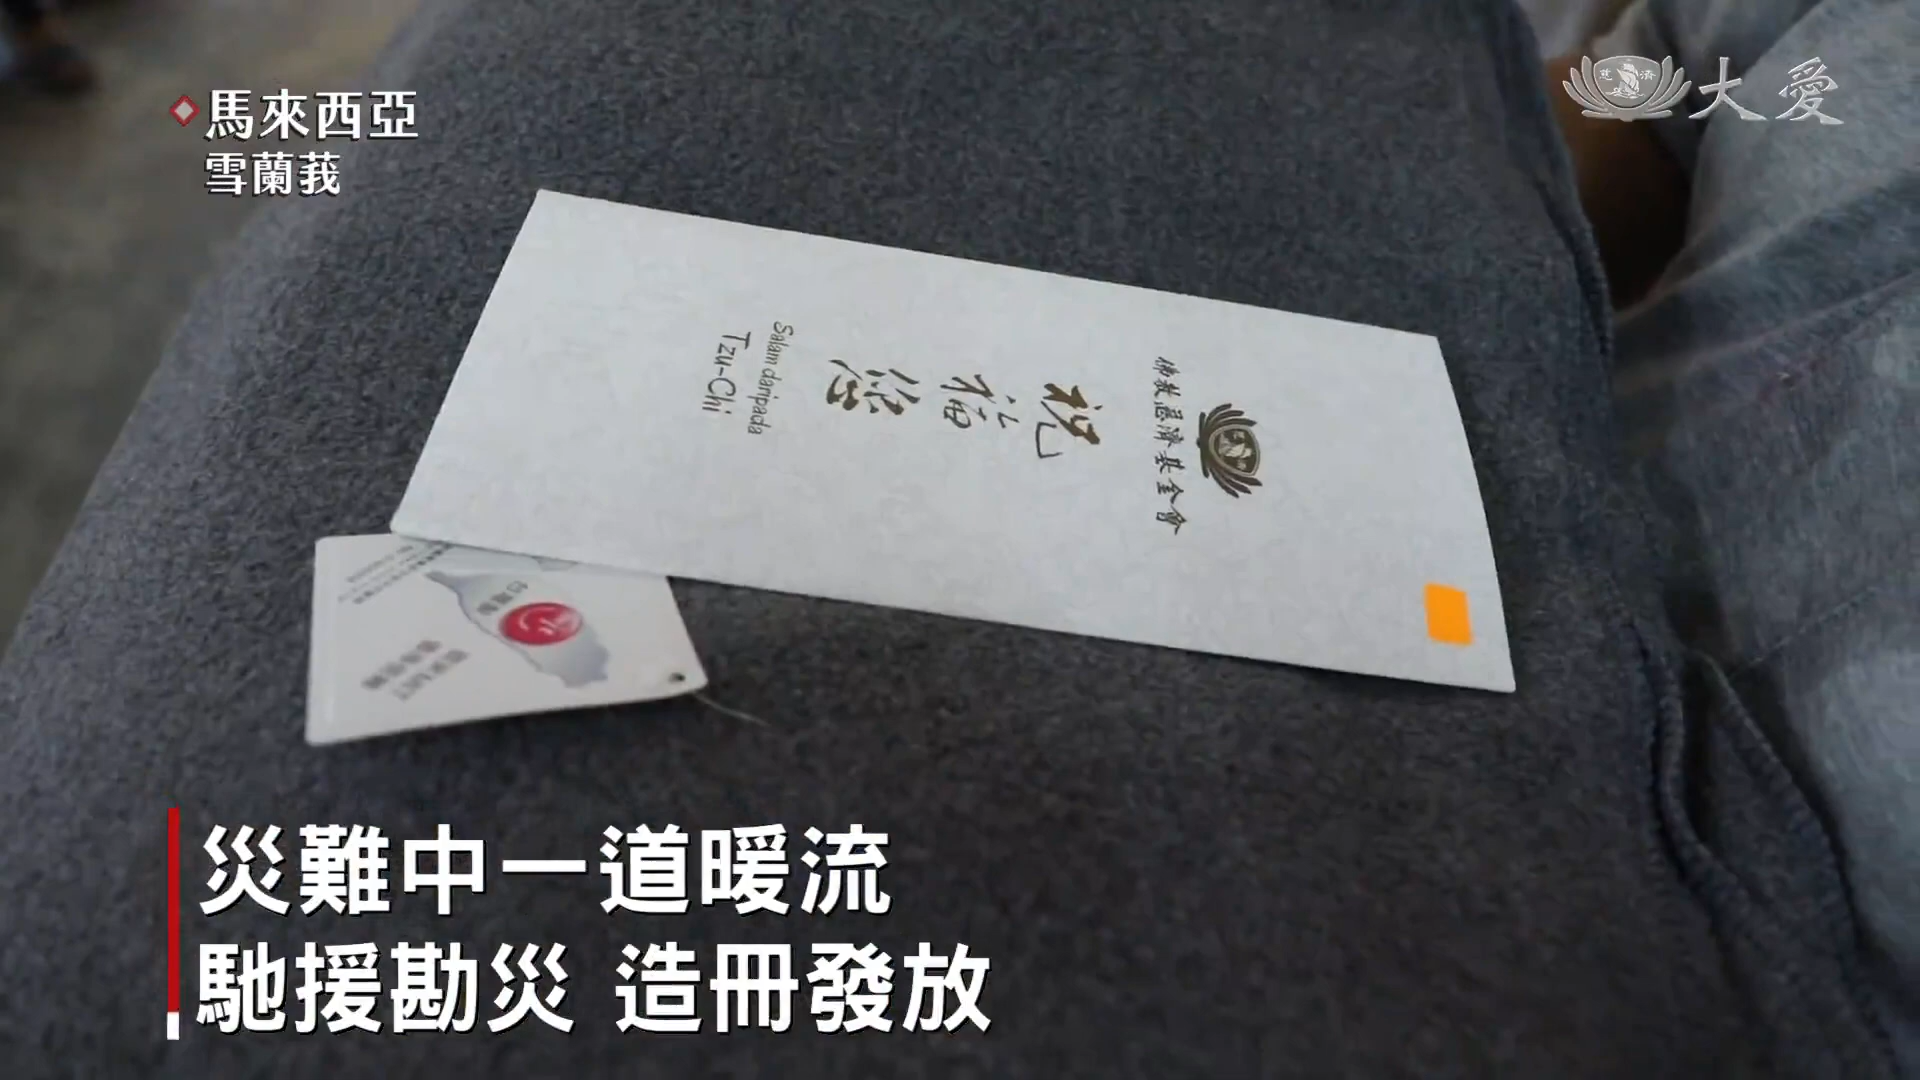 馬來西亞
雪蘭莪
慈濟
大愛
佛教慈濟基金會
祝福您
Salam daripada
Tzu-Chi
災難中一道暖流
馳援勘災 造冊發放